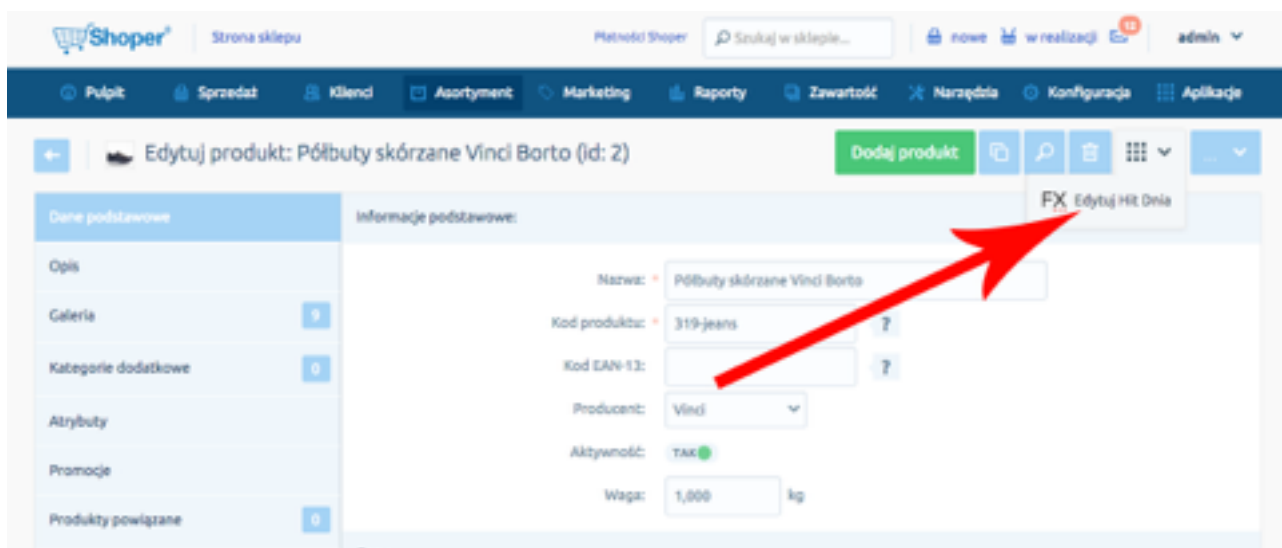 Shoper® Strona sklepu Płatności Shoper Szukaj w sklepie... nowe w realizacji 13 admin
Pulpit Sprzedaż Klienci Asortyment Marketing Raporty Zawartość Narzędzia Konfiguracja Aplikacje
Edytuj produkt: Półbuty skórzane Vinci Borto (id: 2) Dodaj produkt ...
FX Edytuj Hit Dnia
Dane podstawowe Informacje podstawowe:
Opis
Nazwa: * Półbuty skórzane Vinci Borto
Galeria 9
Kod produktu: * 319-jeans ?
Kategorie dodatkowe 0
Kod EAN-13: ?
Producent: Vinci
Atrybuty
Aktywność: TAK
Promocje
Waga: 1,000 kg
Produkty powiązane 0